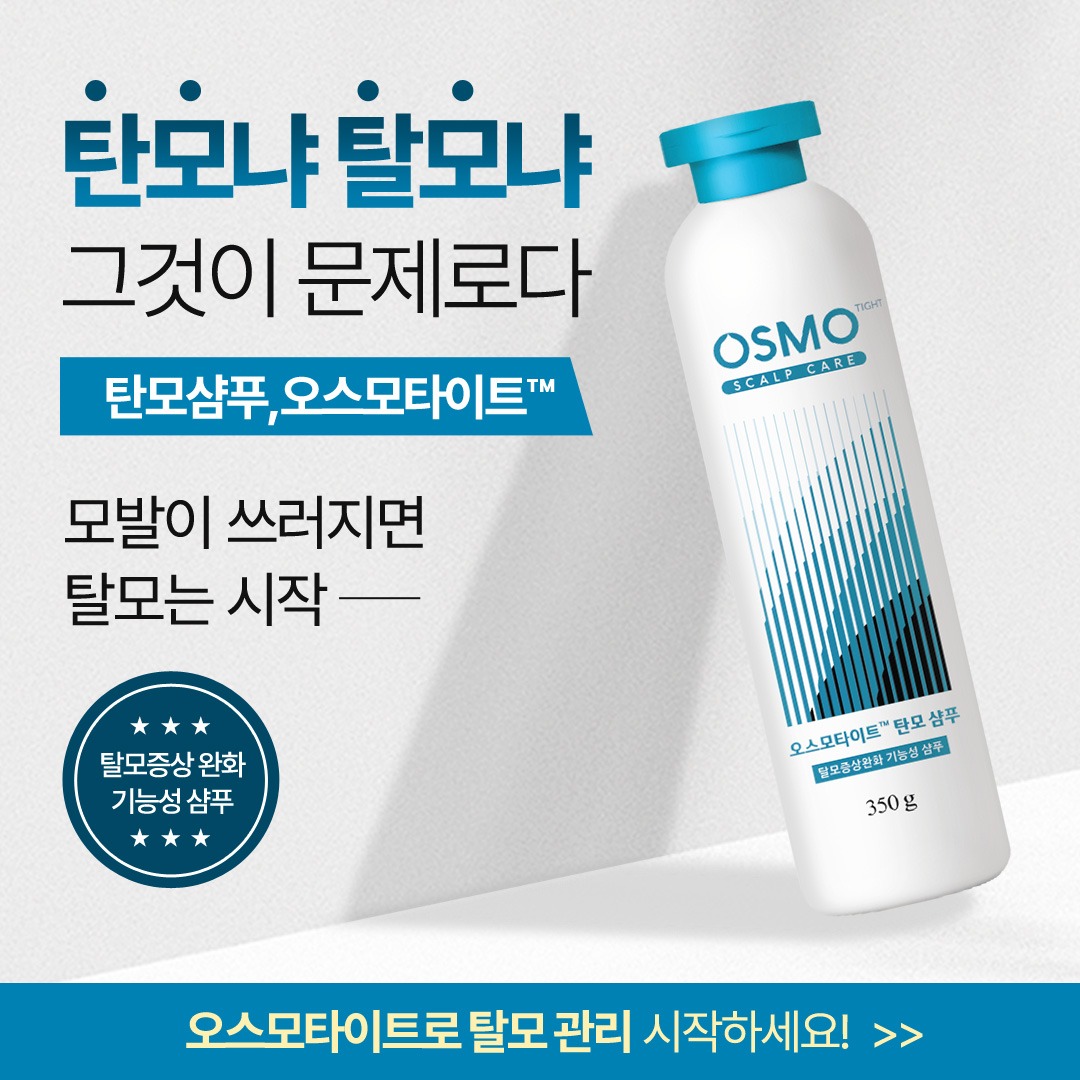 탄모냐 탈모냐
그것이 문제로다
탄모샴푸,오스모타이트™
모발이 쓰러지면
탈모는 시작 ──
★ ★ ★
탈모증상 완화
기능성 샴푸
★ ★ ★
OSMO TIGHT
SCALP CARE
오스모타이트™ 탄모 샴푸
탈모증상완화 기능성 샴푸
350 g
오스모타이트로 탈모 관리 시작하세요! >>